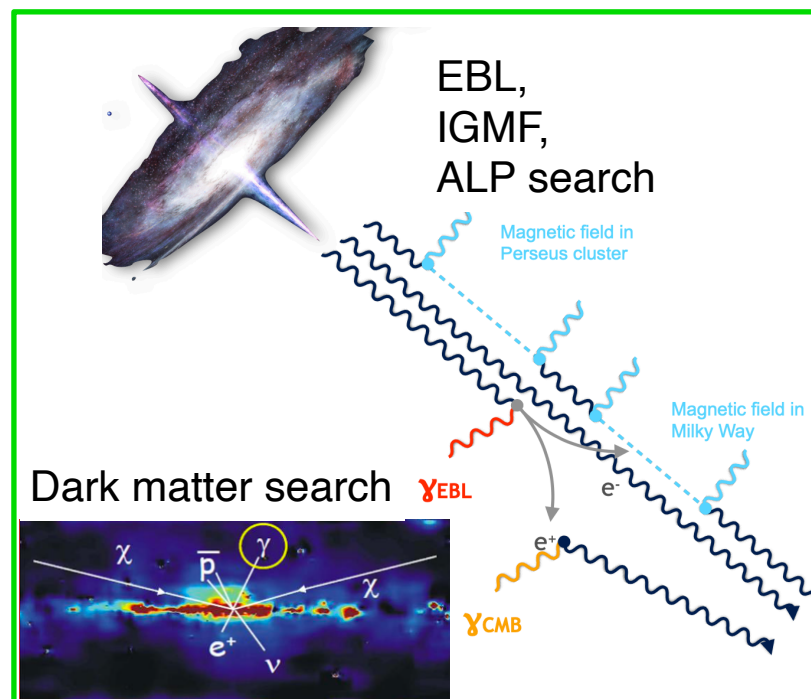 EBL,
IGMF,
ALP search
Magnetic field in
Perseus cluster
Magnetic field in
Milky Way
γEBL
e-
Dark matter search
e+
γCMB
χ
p̅
γ
χ
e+
ν